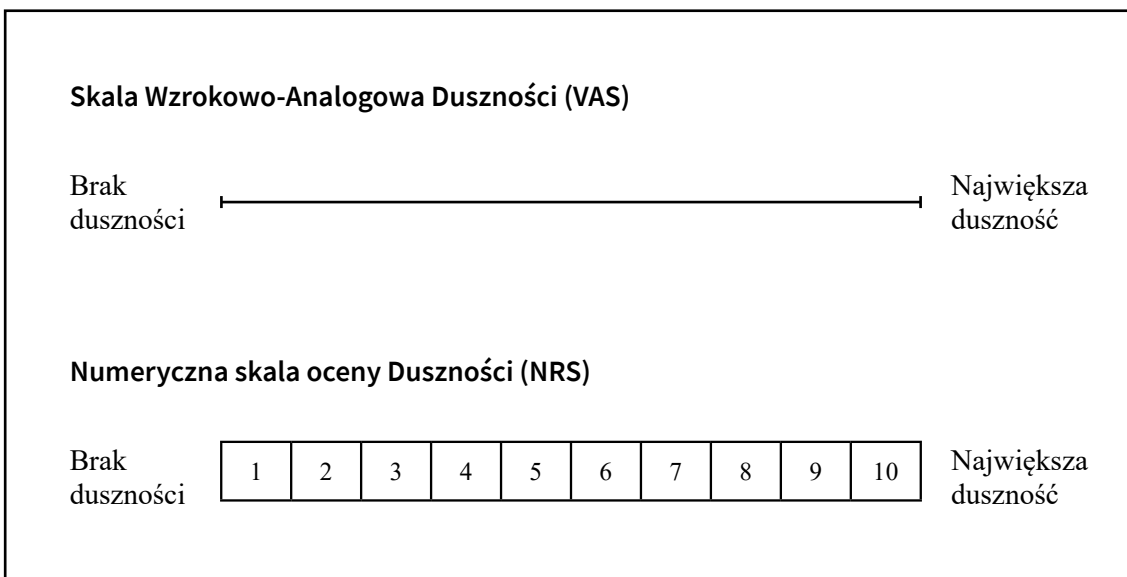 Skala Wzrokowo-Analogowa Duszności (VAS)
Brak
duszności
Największa
duszność
Numeryczna skala oceny Duszności (NRS)
Brak
duszności
1 2 3 4 5 6 7 8 9 10
Największa
duszność